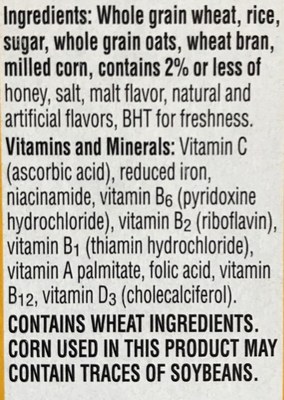 Ingredients: Whole grain wheat, rice,
sugar, whole grain oats, wheat bran,
milled corn, contains 2% or less of
honey, salt, malt flavor, natural and
artificial flavors, BHT for freshness.
Vitamins and Minerals: Vitamin C
(ascorbic acid), reduced iron,
niacinamide, vitamin B6 (pyridoxine
hydrochloride), vitamin B2 (riboflavin),
vitamin B1 (thiamin hydrochloride),
vitamin A palmitate, folic acid, vitamin
B12, vitamin D3 (cholecalciferol).
CONTAINS WHEAT INGREDIENTS.
CORN USED IN THIS PRODUCT MAY
CONTAIN TRACES OF SOYBEANS.